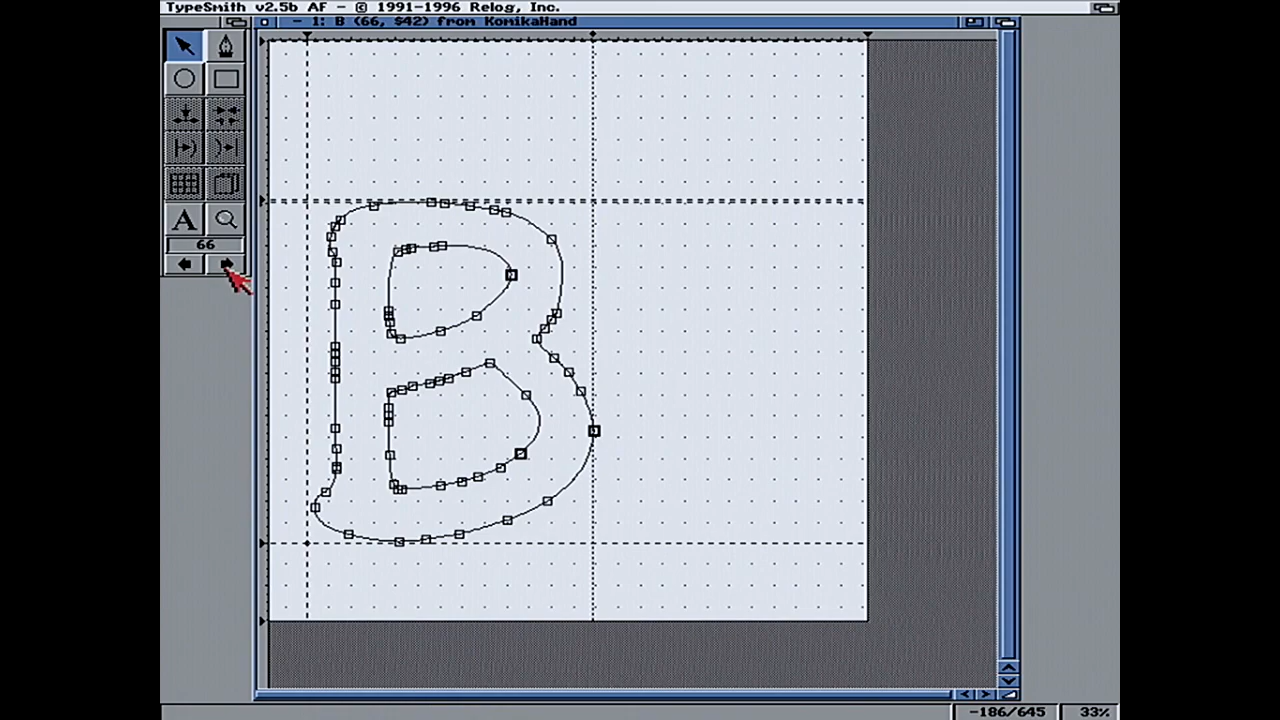 TypeSmith v2.5b AF - © 1991-1996 Relog, Inc.
- 1: B (66, $42) from KomikaHand
A
66
-186/645 33%